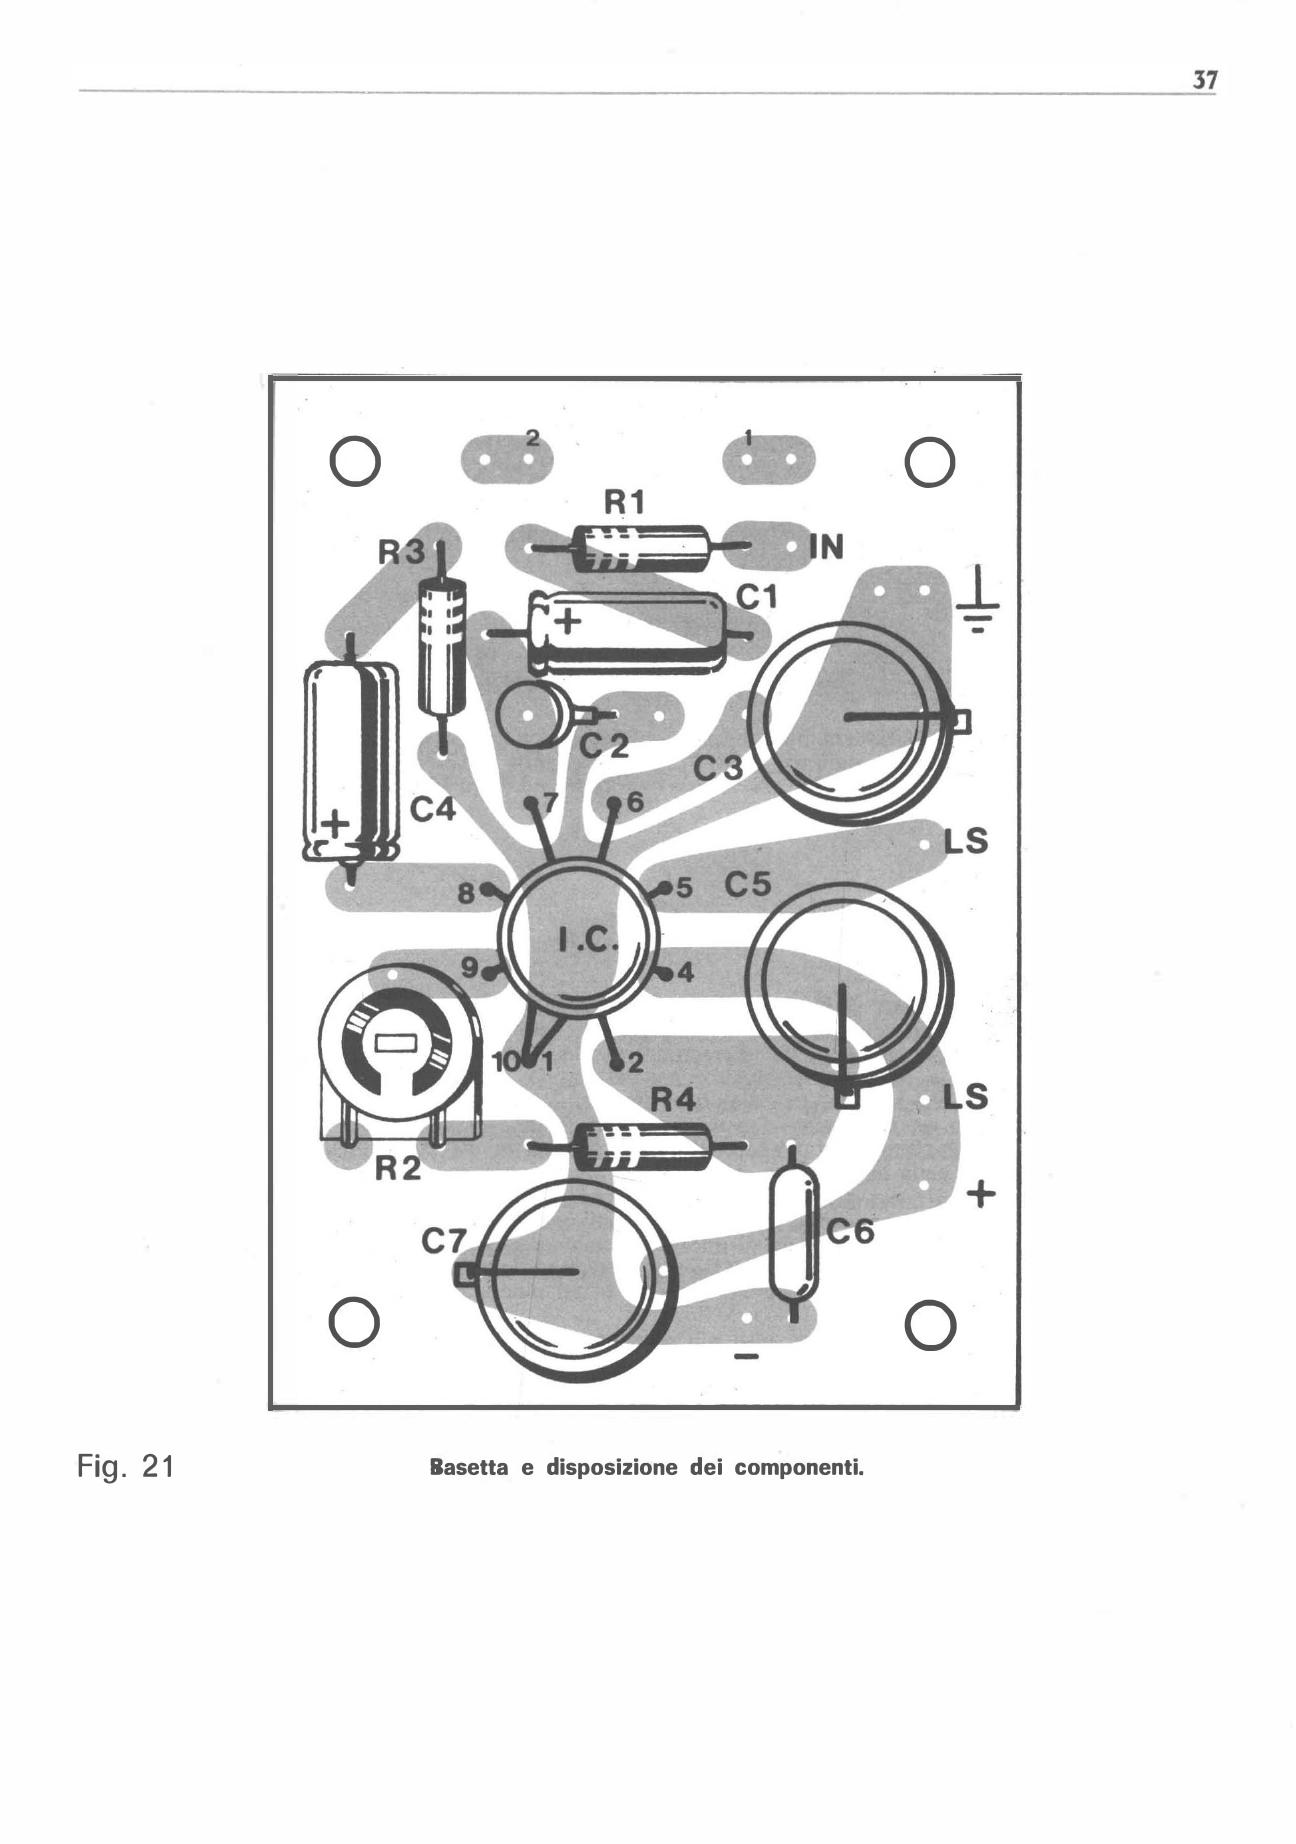 37
2 1
R1
R3 IN
C1
+
C2
C3
C4
7 6
+
LS
8 5 C5
I.C.
9 4
10 1 2
R4 LS
R2
+
C7 C6
-
Fig. 21 Basetta e disposizione dei componenti.